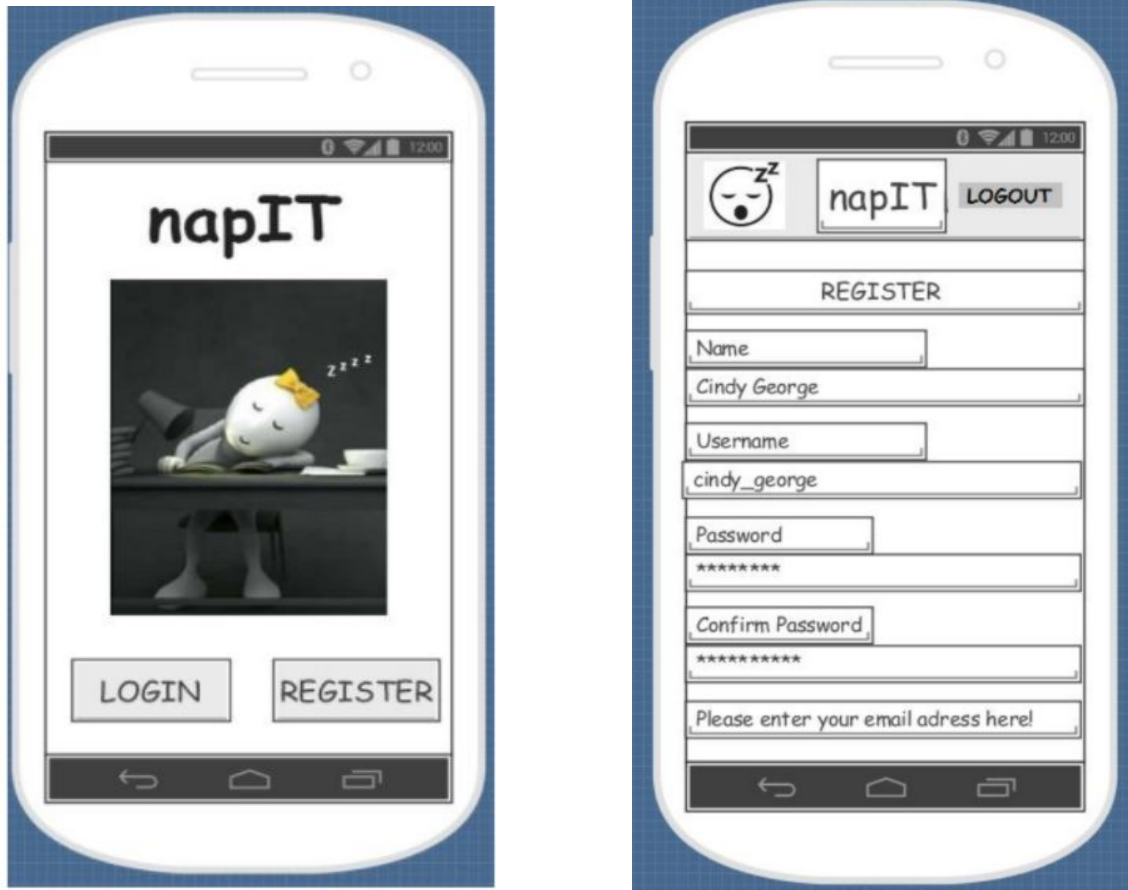 12:00
napIT
z z z z
LOGIN
REGISTER
12:00
z Z
napIT
LOGOUT
REGISTER
Name
Cindy George
Username
cindy_george
Password
********
Confirm Password
**********
Please enter your email adress here!